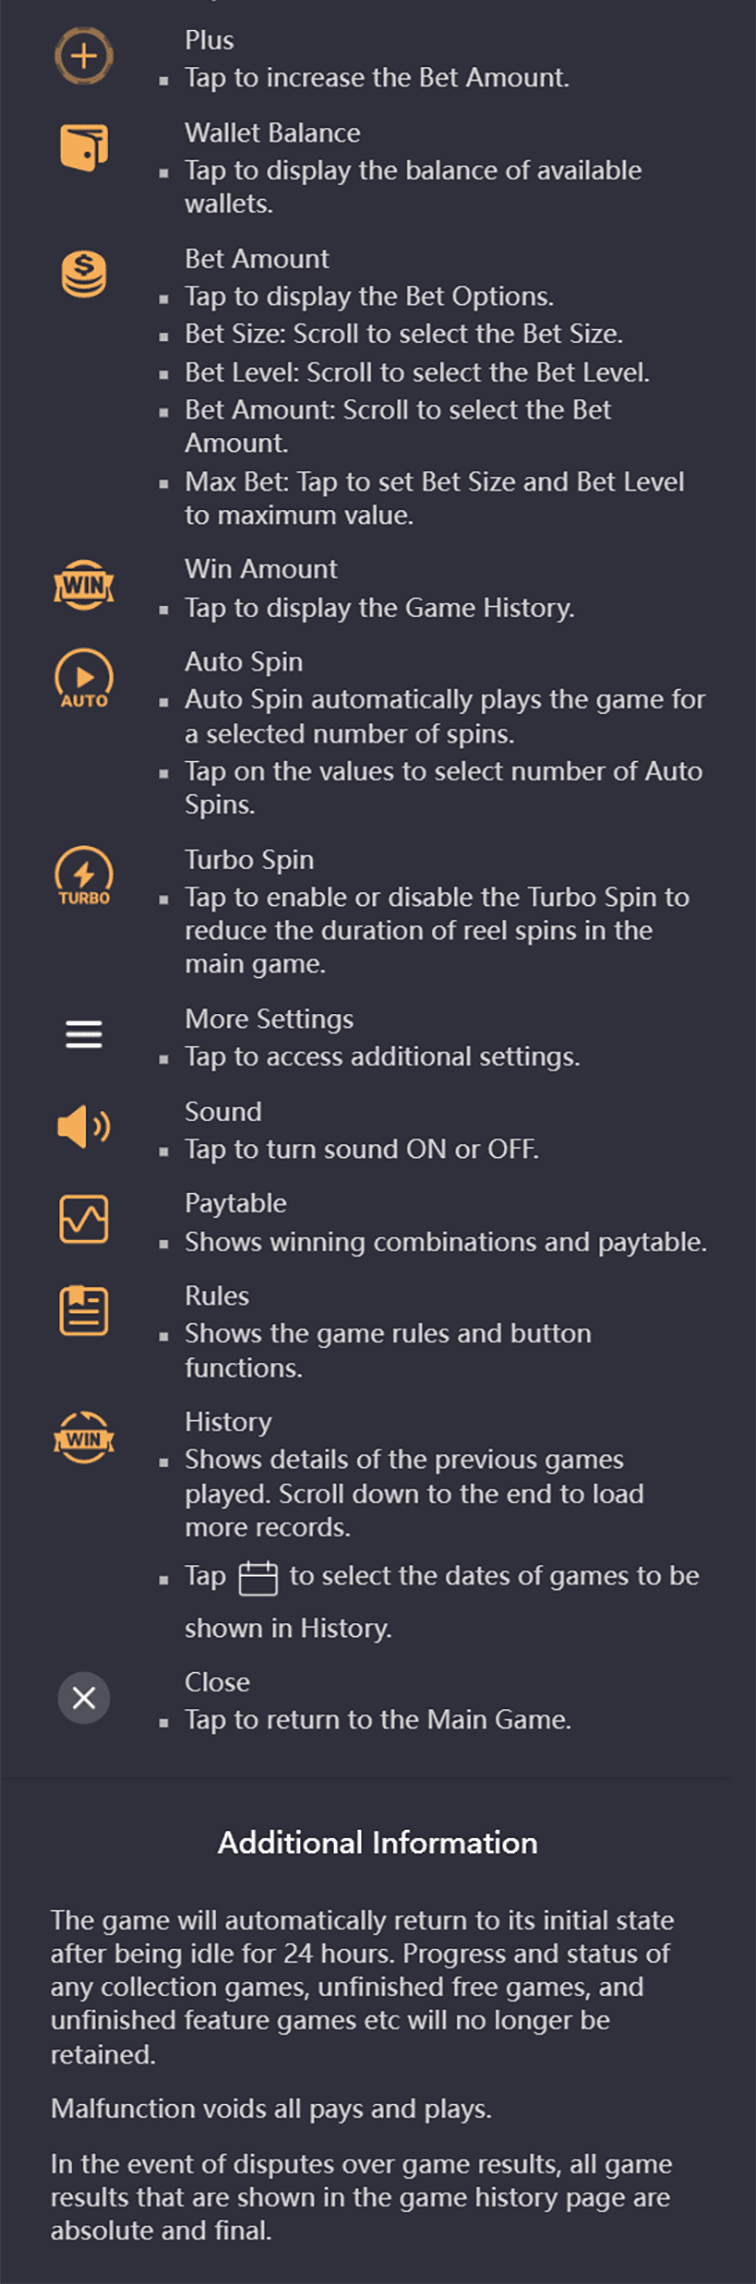 Plus
▪ Tap to increase the Bet Amount.
Wallet Balance
▪ Tap to display the balance of available
wallets.
$
Bet Amount
▪ Tap to display the Bet Options.
▪ Bet Size: Scroll to select the Bet Size.
▪ Bet Level: Scroll to select the Bet Level.
▪ Bet Amount: Scroll to select the Bet
Amount.
▪ Max Bet: Tap to set Bet Size and Bet Level
to maximum value.
WIN
Win Amount
▪ Tap to display the Game History.
AUTO
Auto Spin
▪ Auto Spin automatically plays the game for
a selected number of spins.
▪ Tap on the values to select number of Auto
Spins.
TURBO
Turbo Spin
▪ Tap to enable or disable the Turbo Spin to
reduce the duration of reel spins in the
main game.
More Settings
▪ Tap to access additional settings.
Sound
▪ Tap to turn sound ON or OFF.
Paytable
▪ Shows winning combinations and paytable.
Rules
▪ Shows the game rules and button
functions.
WIN
History
▪ Shows details of the previous games
played. Scroll down to the end to load
more records.
▪ Tap to select the dates of games to be
shown in History.
Close
▪ Tap to return to the Main Game.
Additional Information
The game will automatically return to its initial state
after being idle for 24 hours. Progress and status of
any collection games, unfinished free games, and
unfinished feature games etc will no longer be
retained.
Malfunction voids all pays and plays.
In the event of disputes over game results, all game
results that are shown in the game history page are
absolute and final.